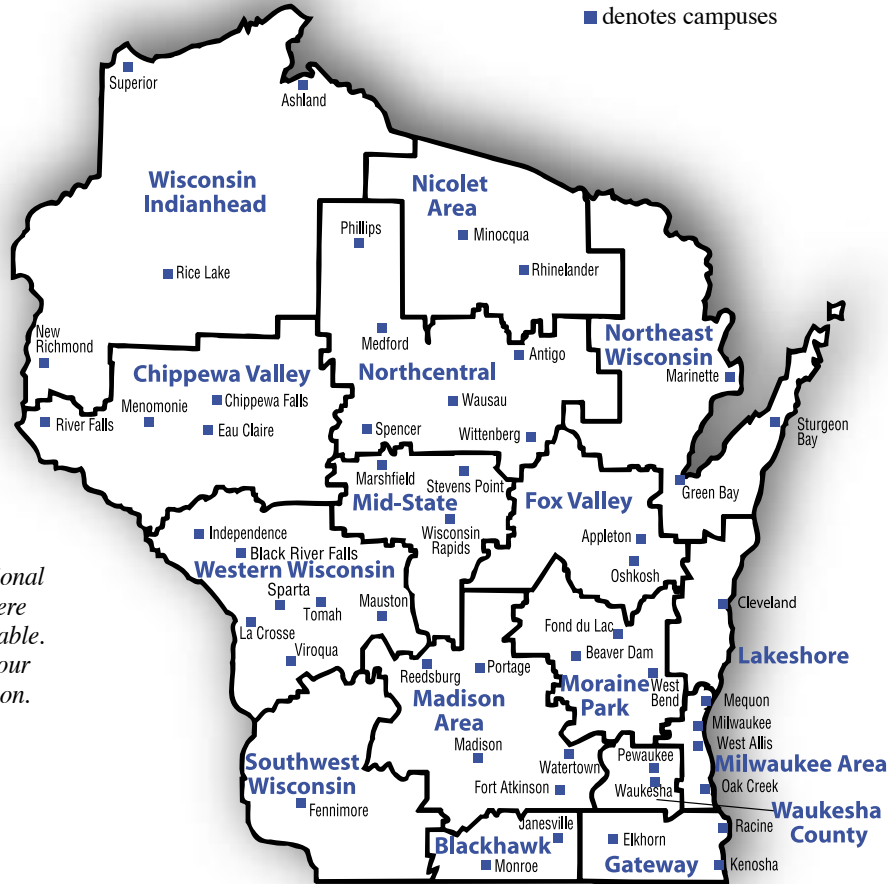 denotes campuses
Superior
Ashland
Wisconsin
Indianhead
Nicolet
Area
Phillips
Minocqua
Rice Lake
Rhinelander
New
Richmond
Medford
Antigo
Northeast
Wisconsin
Marinette
Chippewa Valley
Northcentral
Menomonie
Chippewa Falls
Wausau
River Falls
Eau Claire
Spencer
Wittenberg
Sturgeon
Bay
Marshfield
Stevens Point
Mid-State
Fox Valley
Green Bay
Independence
Wisconsin
Rapids
Appleton
Black River Falls
Western Wisconsin
Oshkosh
ional
ere
able.
our
on.
Sparta
Tomah
Mauston
La Crosse
Viroqua
Cleveland
Fond du Lac
Beaver Dam
Lakeshore
Reedsburg
Portage
Moraine
Park
West
Bend
Madison
Area
Mequon
Milwaukee
West Allis
Milwaukee Area
Madison
Watertown
Pewaukee
Waukesha
Oak Creek
Southwest
Wisconsin
Fennimore
Fort Atkinson
Waukesha
County
Janesville
Blackhawk
Monroe
Elkhorn
Gateway
Racine
Kenosha